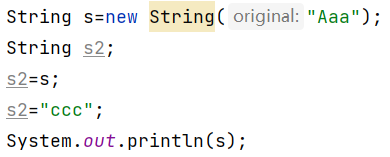 String s=new String( original: "Aaa");
String s2;
s2=s;
s2="ccc";
System.out.println(s);